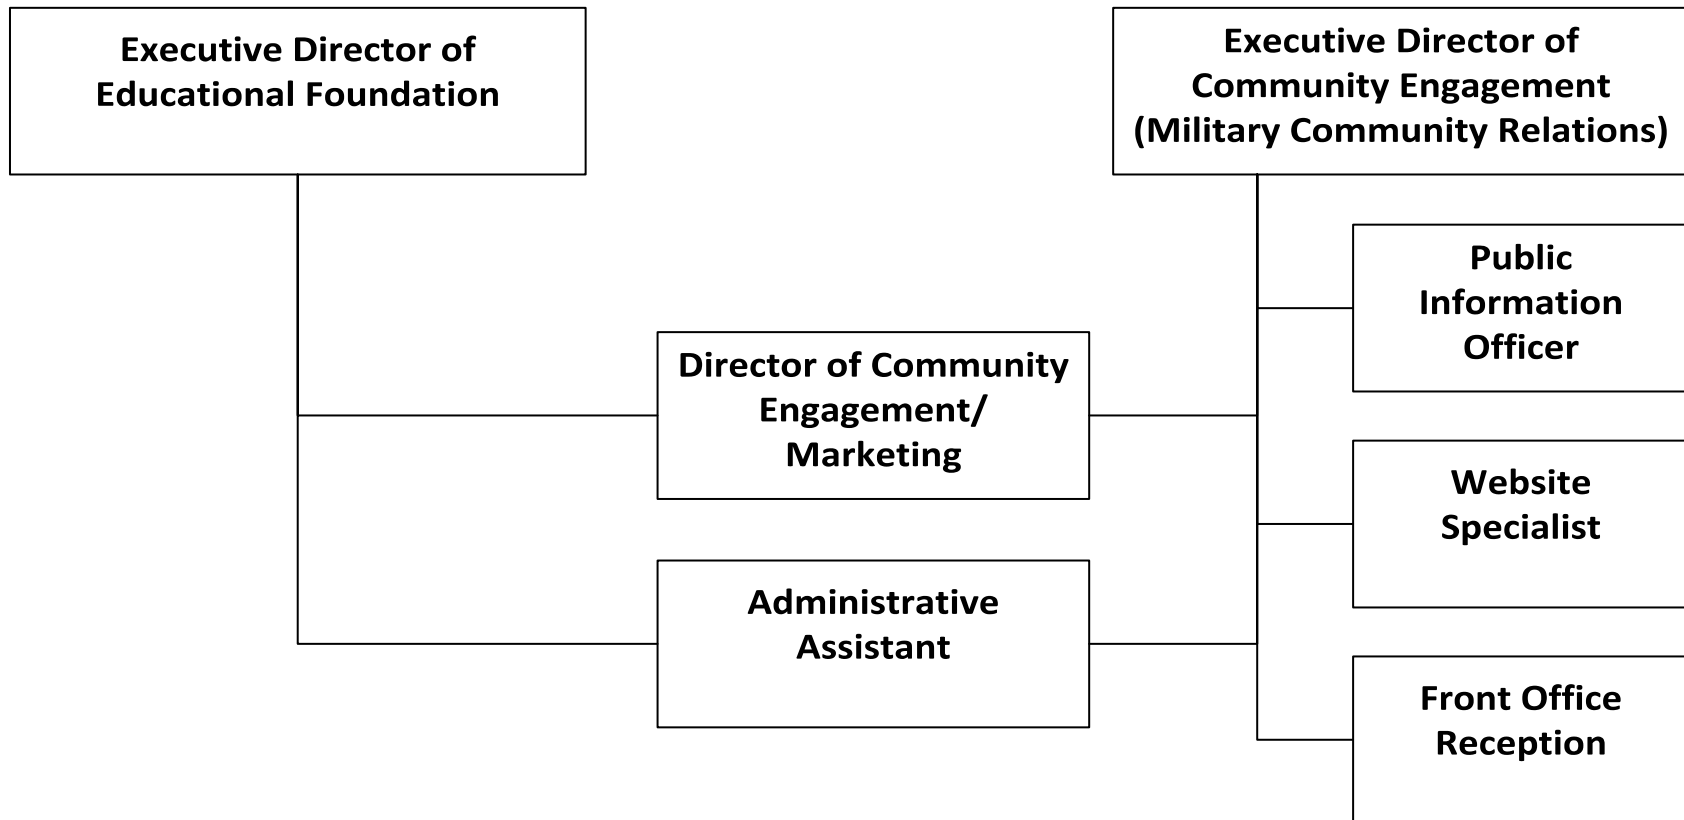 Executive Director of
Educational Foundation
Executive Director of
Community Engagement
(Military Community Relations)
Public
Information
Officer
Director of Community
Engagement/
Marketing
Website
Specialist
Administrative
Assistant
Front Office
Reception